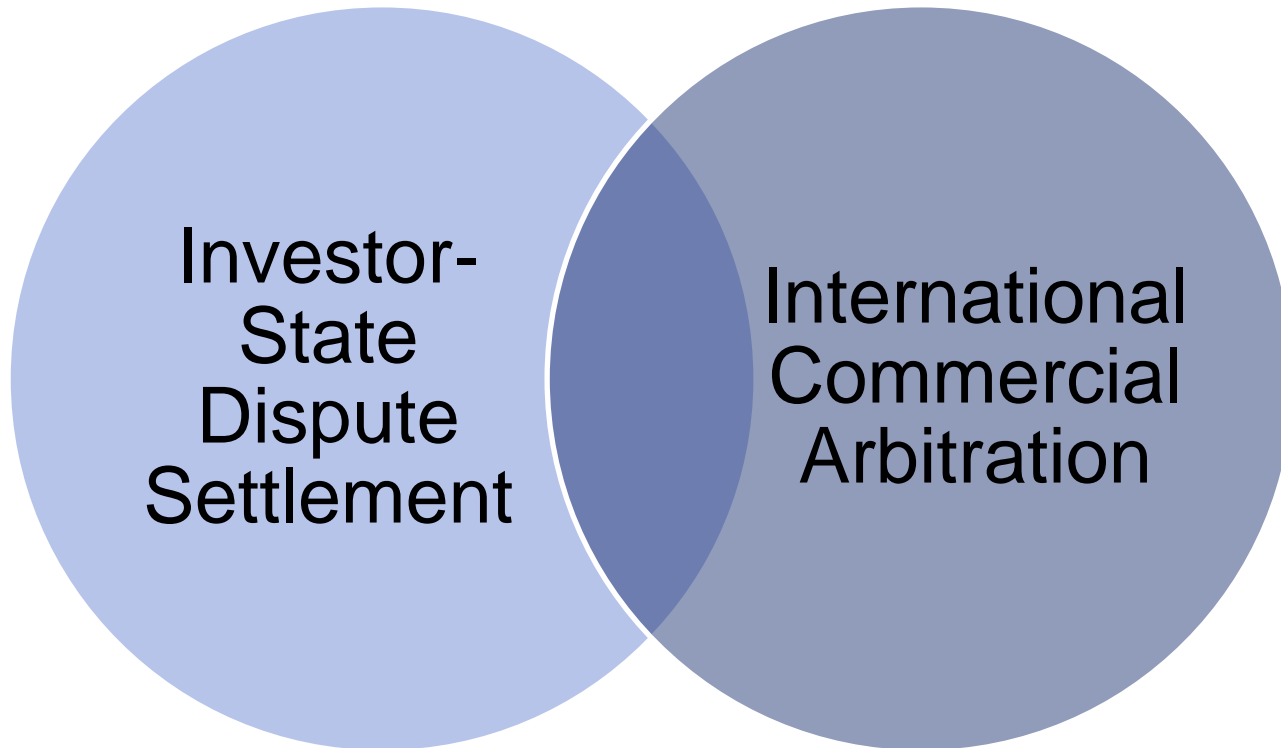 Investor-
State
Dispute
Settlement
International
Commercial
Arbitration